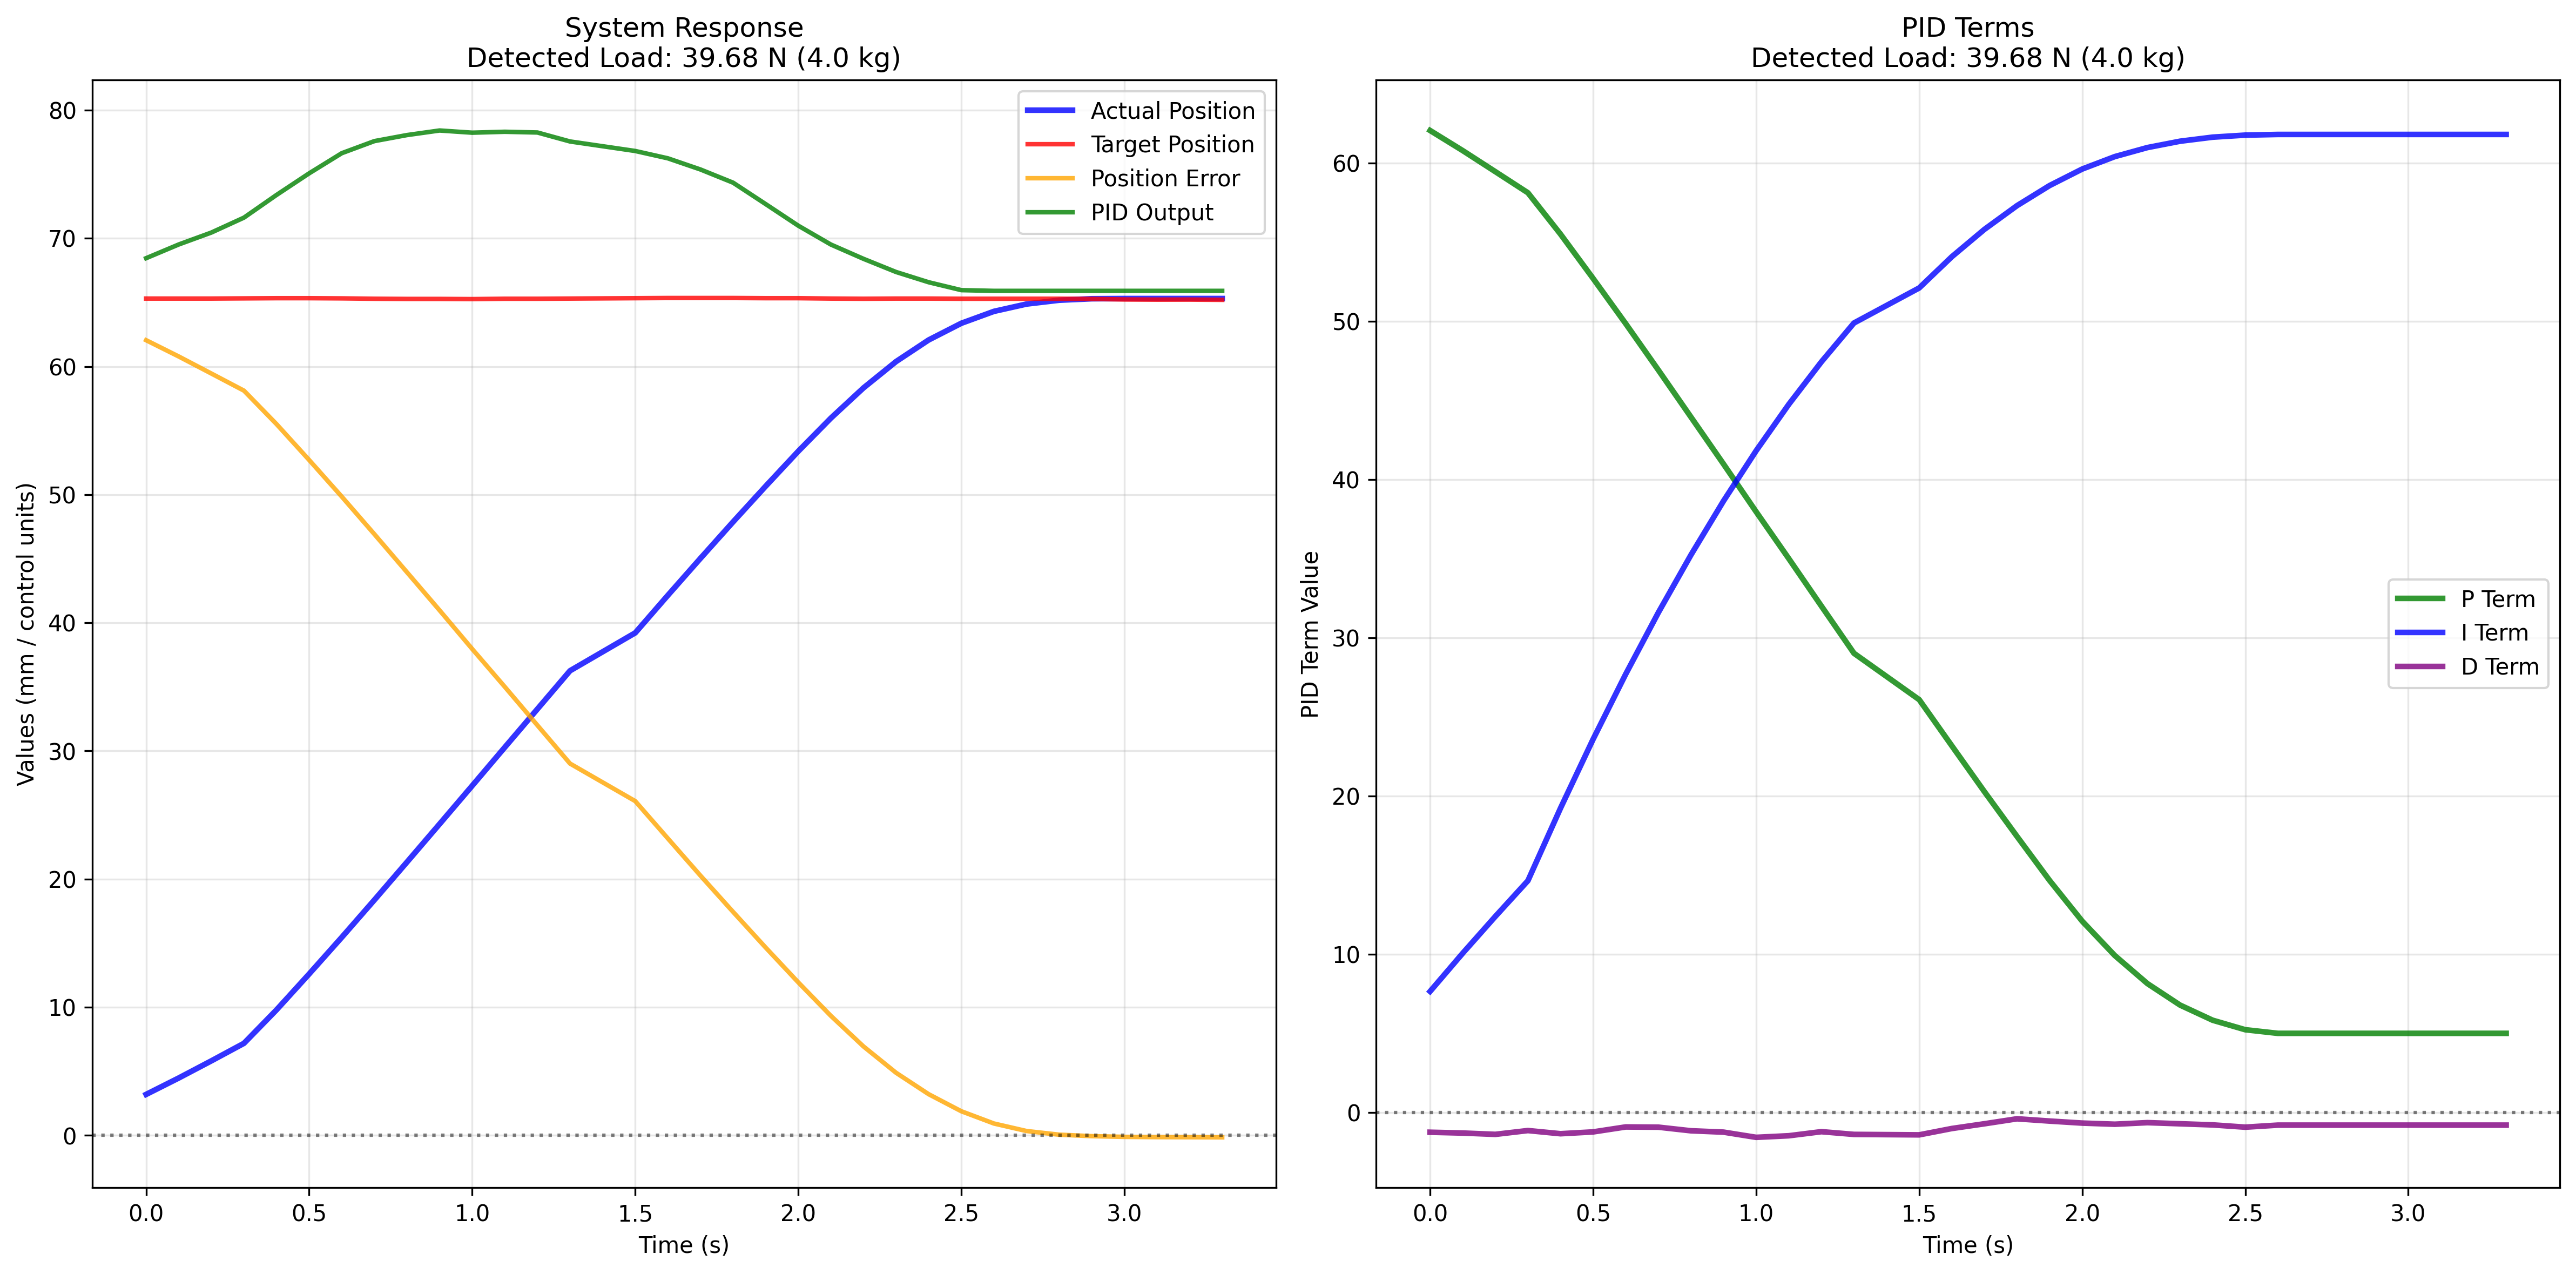 System Response
Detected Load: 39.68 N (4.0 kg)
Values (mm / control units)
80
70
60
50
40
30
20
10
0
Actual Position
Target Position
Position Error
PID Output
0.0 0.5 1.0 1.5 2.0 2.5 3.0
Time (s)
PID Terms
Detected Load: 39.68 N (4.0 kg)
PID Term Value
60
50
40
30
20
10
0
P Term
I Term
D Term
0.0 0.5 1.0 1.5 2.0 2.5 3.0
Time (s)